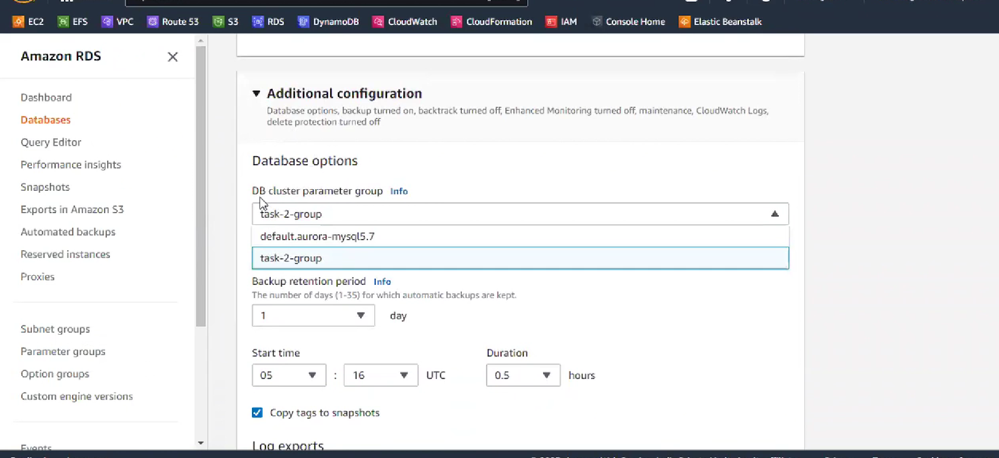 EC2 EFS VPC Route 53 S3 RDS DynamoDB CloudWatch CloudFormation IAM Console Home Elastic Beanstalk
Amazon RDS
Dashboard
Databases
Query Editor
Performance insights
Snapshots
Exports in Amazon S3
Automated backups
Reserved instances
Proxies
Subnet groups
Parameter groups
Option groups
Custom engine versions
Events
Additional configuration
Database options, backup turned on, backtrack turned off, Enhanced Monitoring turned off, maintenance, CloudWatch Logs,
delete protection turned off
Database options
DB cluster parameter group Info
task-2-group
default.aurora-mysql5.7
task-2-group
Backup retention period Info
The number of days (1-35) for which automatic backups are kept.
1 day
Start time Duration
05 : 16 UTC 0.5 hours
Copy tags to snapshots
Log exports